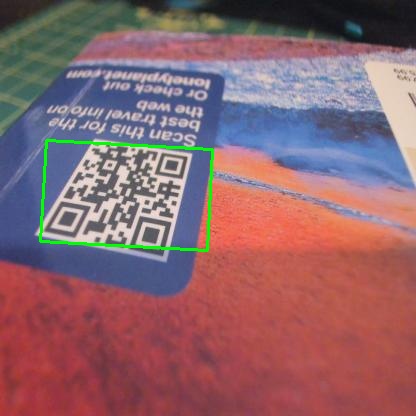 Scan this for the
best travel info on
the web
Or check out
lonelyplanet.com